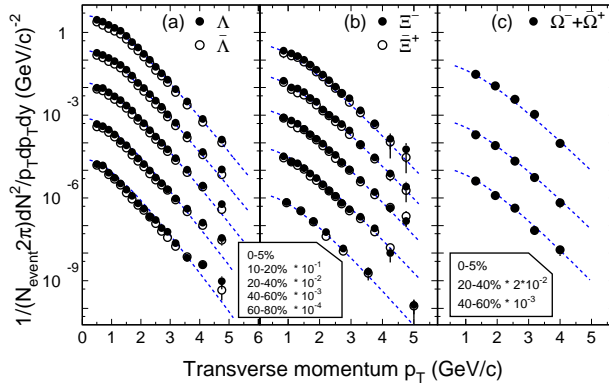 (a) ● Λ
○ Λ̄
(b) ● Ξ⁻
○ Ξ̄⁺
(c) ● Ω⁻+Ω̄⁺
1/(N_event 2π)dN²/p_T dp_T dy (GeV/c)⁻²
1
10⁻³
10⁻⁶
10⁻⁹
0-5%
10-20% * 10⁻¹
20-40% * 10⁻²
40-60% * 10⁻³
60-80% * 10⁻⁴
0-5%
20-40% * 2*10⁻²
40-60% * 10⁻³
0 1 2 3 4 5 6 0 1 2 3 4 5 0 1 2 3 4 5 6
Transverse momentum p_T (GeV/c)